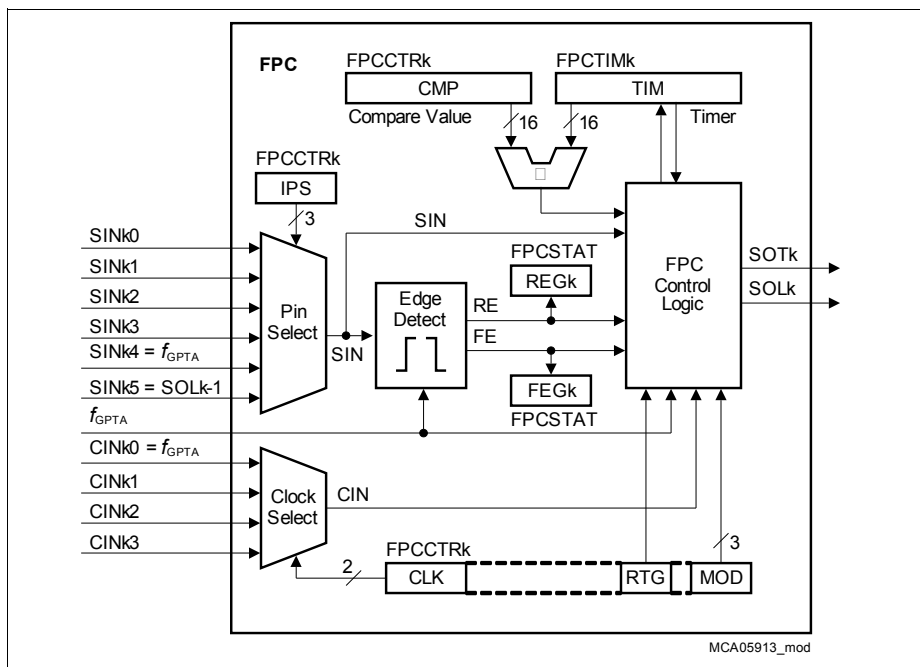 FPC
FPCCTRk
CMP
Compare Value
16
FPCTIMk
TIM
Timer
16
FPCCTRk
IPS
3
SINk0
SINk1
SINk2
SINk3
SINk4 = fGPTA
SINk5 = SOLk-1
fGPTA
Pin
Select
SIN
SIN
Edge
Detect
RE
FE
FPCSTAT
REGk
FEGk
FPCSTAT
FPC
Control
Logic
SOTk
SOLk
CINk0 = fGPTA
CINk1
CINk2
CINk3
Clock
Select
CIN
2
FPCCTRk
CLK
RTG
MOD
3
MCA05913_mod